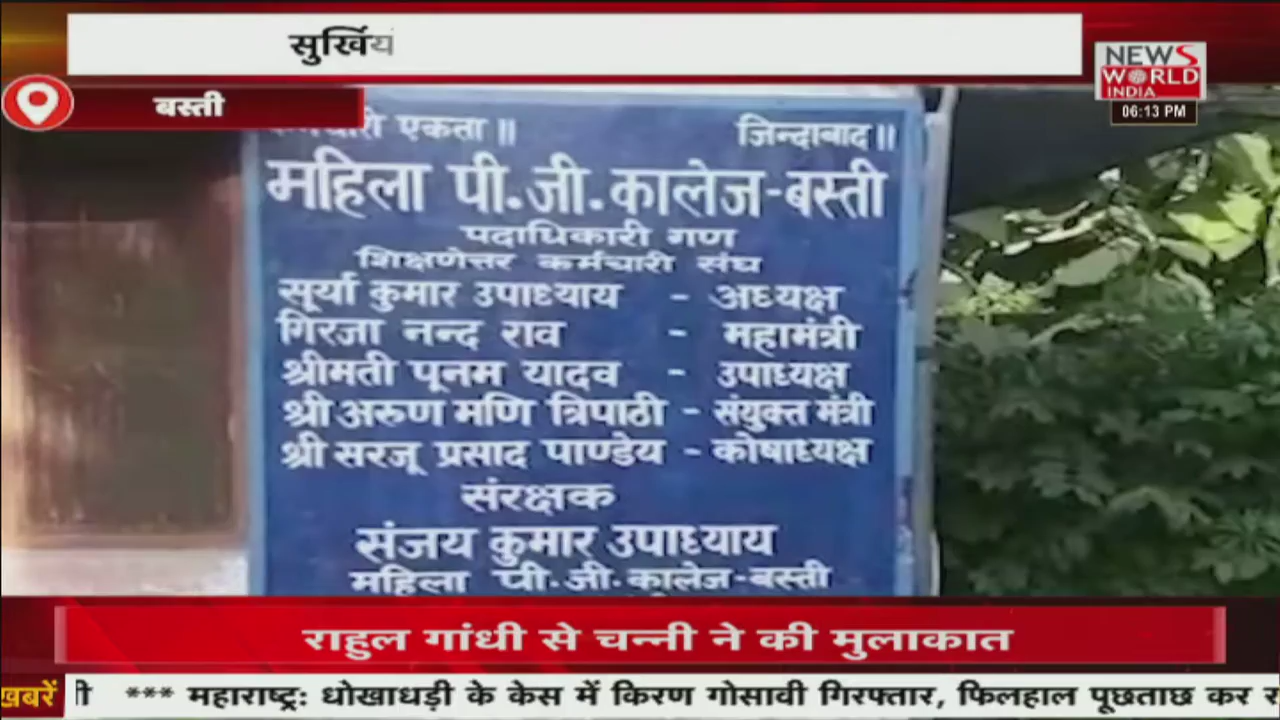 सुर्खिय
NEWS
WORLD
INDIA
06:13 PM
बस्ती
एकता ॥ जिन्दाबाद ॥
महिला पी.जी.कालेज-बस्ती
पदाधिकारी गण
शिक्षणेत्तर कर्मचारी संघ
सूर्या कुमार उपाध्याय - अध्यक्ष
गिरजा नन्द राव - महामंत्री
श्रीमती पूनम यादव - उपाध्यक्ष
श्री अरुण मणि त्रिपाठी - संयुक्त मंत्री
श्री सरजू प्रसाद पाण्डेय - कोषाध्यक्ष
संरक्षक
संजय कुमार उपाध्याय
महिला पी.जी.कालेज-बस्ती
राहुल गांधी से चन्नी ने की मुलाकात
खबरें *** महाराष्ट्र: धोखाधड़ी के केस में किरण गोसावी गिरफ्तार, फिलहाल पूछताछ कर